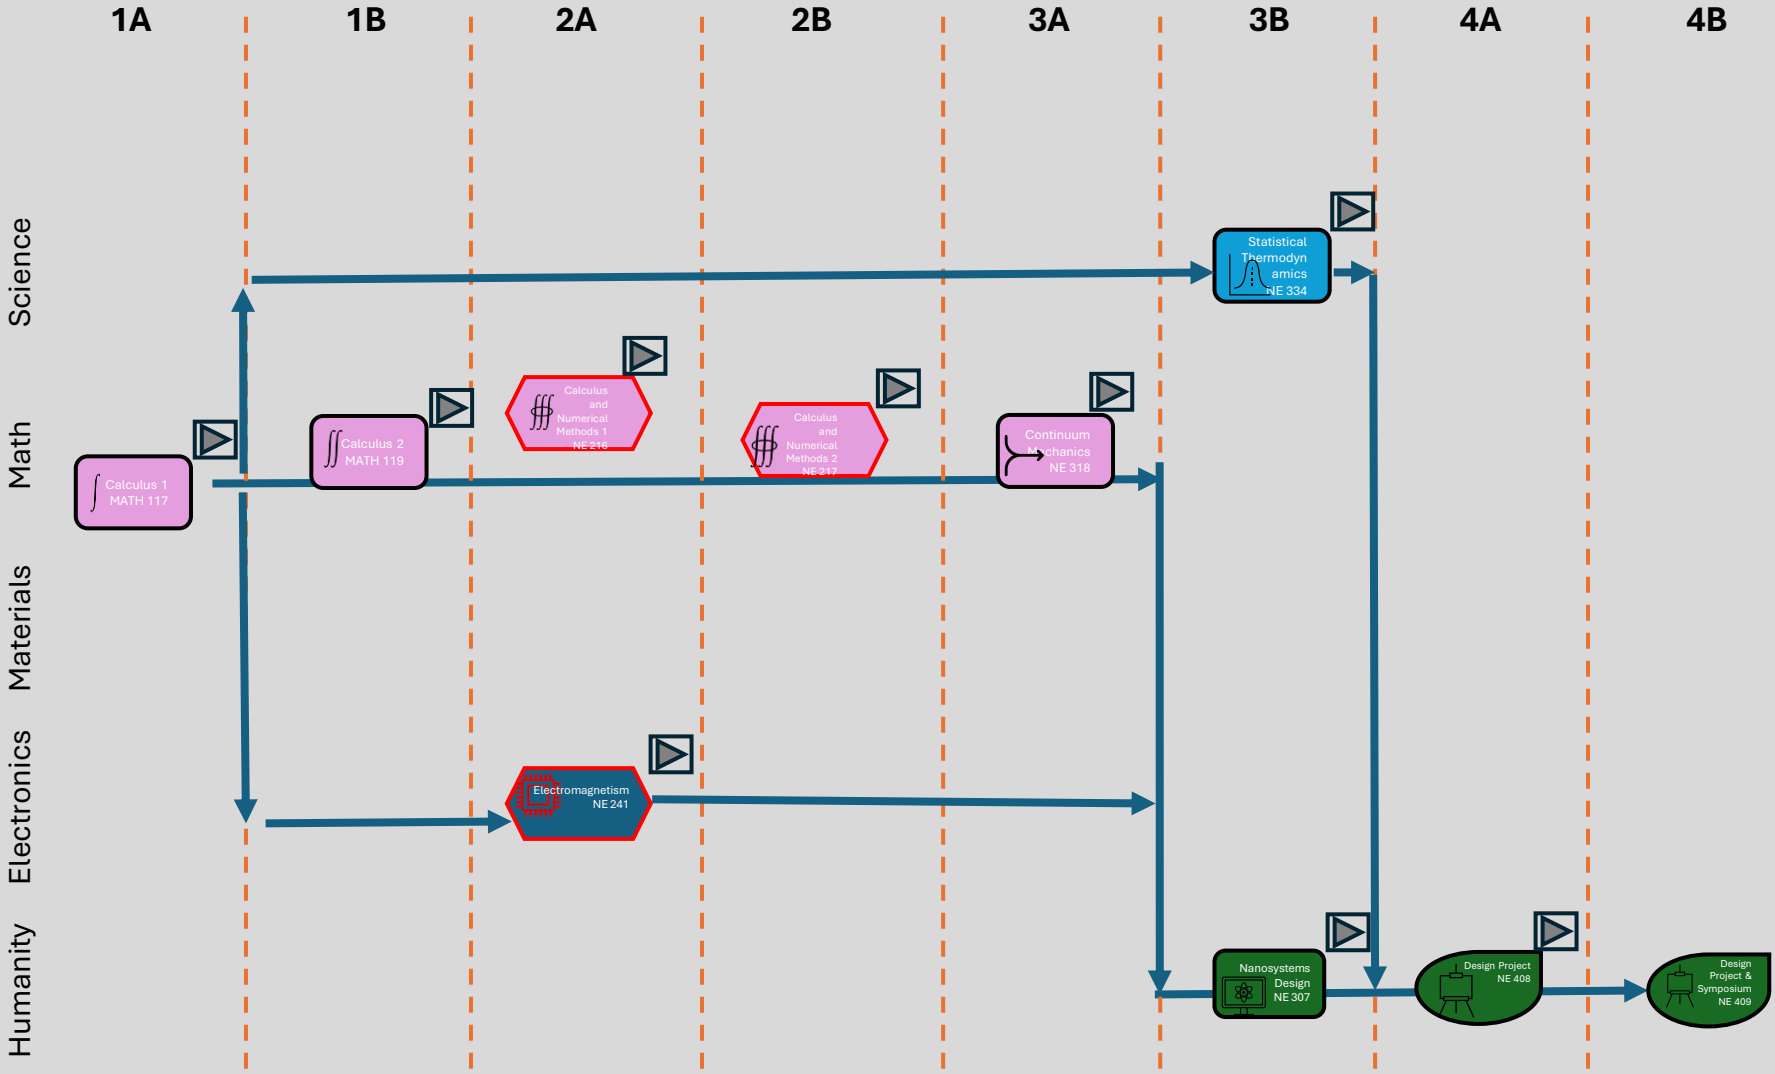 1A
1B
2A
2B
3A
3B
4A
4B
Science
Math
Materials
Electronics
Humanity
Statistical
Thermodyn
amics
NE 334
Calculus 1
MATH 117
Calculus 2
MATH 119
Calculus
and
Numerical
Methods 1
NE 216
Calculus
and
Numerical
Methods 2
NE 217
Continuum
Mechanics
NE 318
Electromagnetism
NE 241
Nanosystems
Design
NE 307
Design Project
NE 408
Design
Project &
Symposium
NE 409